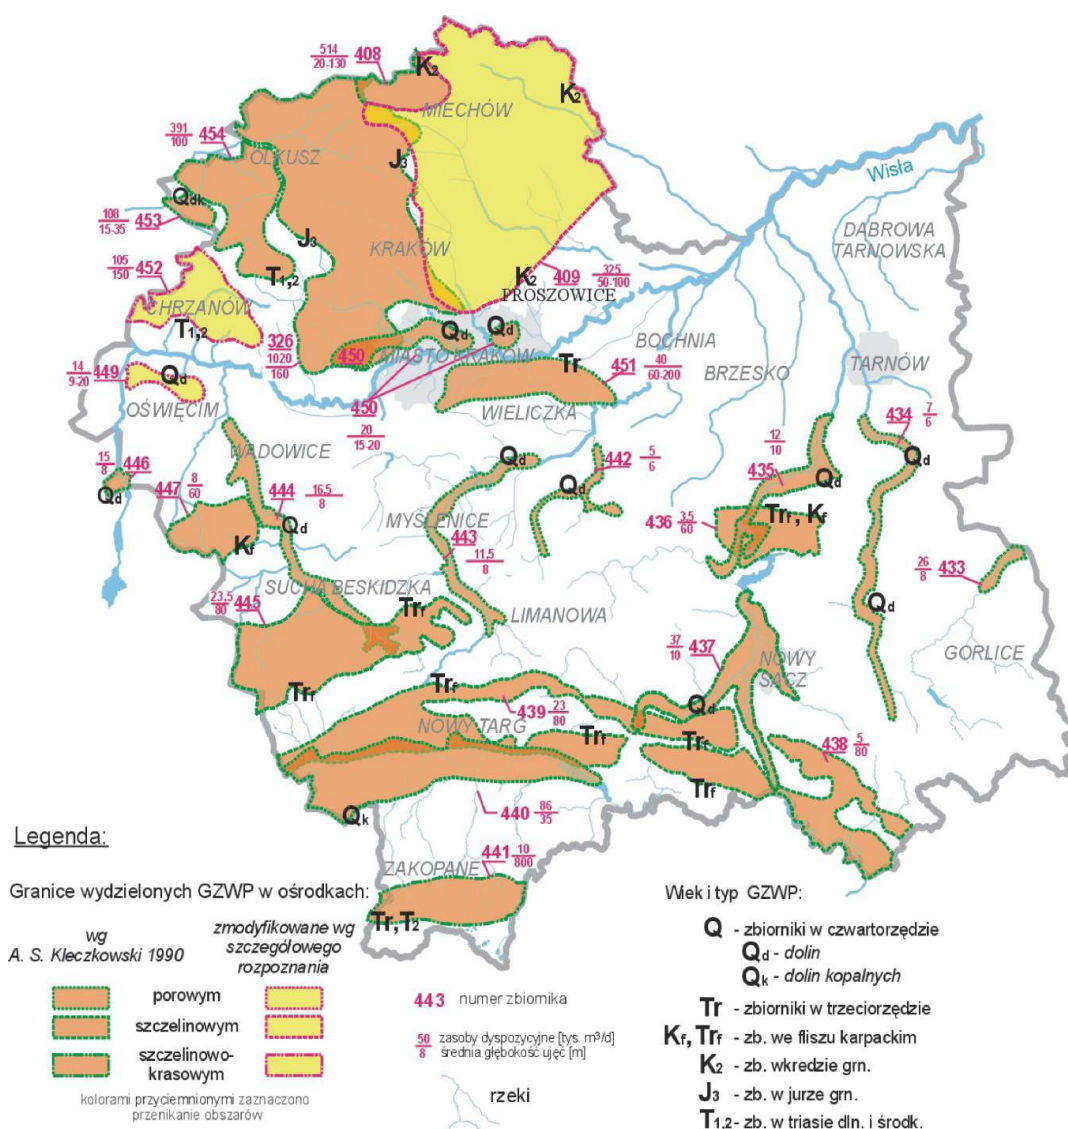 514
20-130 408
K2
MIECHÓW
K2
391
100 454
OLKUSZ
J3
Wisła
Qdk
108
15-35 453
DĄBROWA
TARNOWSKA
J3
KRAKÓW
105
150 452
T1,2
K2 409 325
50-100
PROSZOWICE
CHRZANÓW
T1,2
326
1020
160
Qd
Qd
450 MIASTO KRAKÓW
BOCHNIA
Tr
451 40
60-200
BRZESKO
TARNÓW
14
9-20 449
Qd
OŚWIĘCIM
450
20
15-20
WIELICZKA
434 7
6
WADOWICE
12
10
435
Qd
15
8 446
Qd
442 5
6
Qd
Qd
Qd
447 8
60
444 16,5
8
Qd
MYŚLENICE
436 3,5
60
Trf , Kf
Kf
443
11,5
8
26
8 433
SUCHA BESKIDZKA
23,5
80 445
Trf
LIMANOWA
Qd
GORLICE
37
10 437
NOWY
SĄCZ
Trf
Trf
439 23
80
Qd
NOWY TARG
Trf
Trf
438 5
80
Trf
Qk
440 86
35
Legenda:
441 10
800
ZAKOPANE
Tr, T2
Granice wydzielonych GZWP w ośrodkach:
wg
A. S. Kleczkowski 1990
zmodyfikowane wg
szczegółowego
rozpoznania
porowym
szczelinowym
szczelinowo-
krasowym
kolorami przyciemnionymi zaznaczono
przenikanie obszarów
443 numer zbiornika
50
8
zasoby dyspozycyjne [tys. m³/d]
średnia głębokość ujęć [m]
rzeki
Wiek i typ GZWP:
Q - zbiorniki w czwartorzędzie
Qd - dolin
Qk - dolin kopalnych
Tr - zbiorniki w trzeciorzędzie
Kf, Trf - zb. we fliszu karpackim
K2 - zb. wkredzie grn.
J3 - zb. w jurze grn.
T1,2 - zb. w triasie dln. i środk.